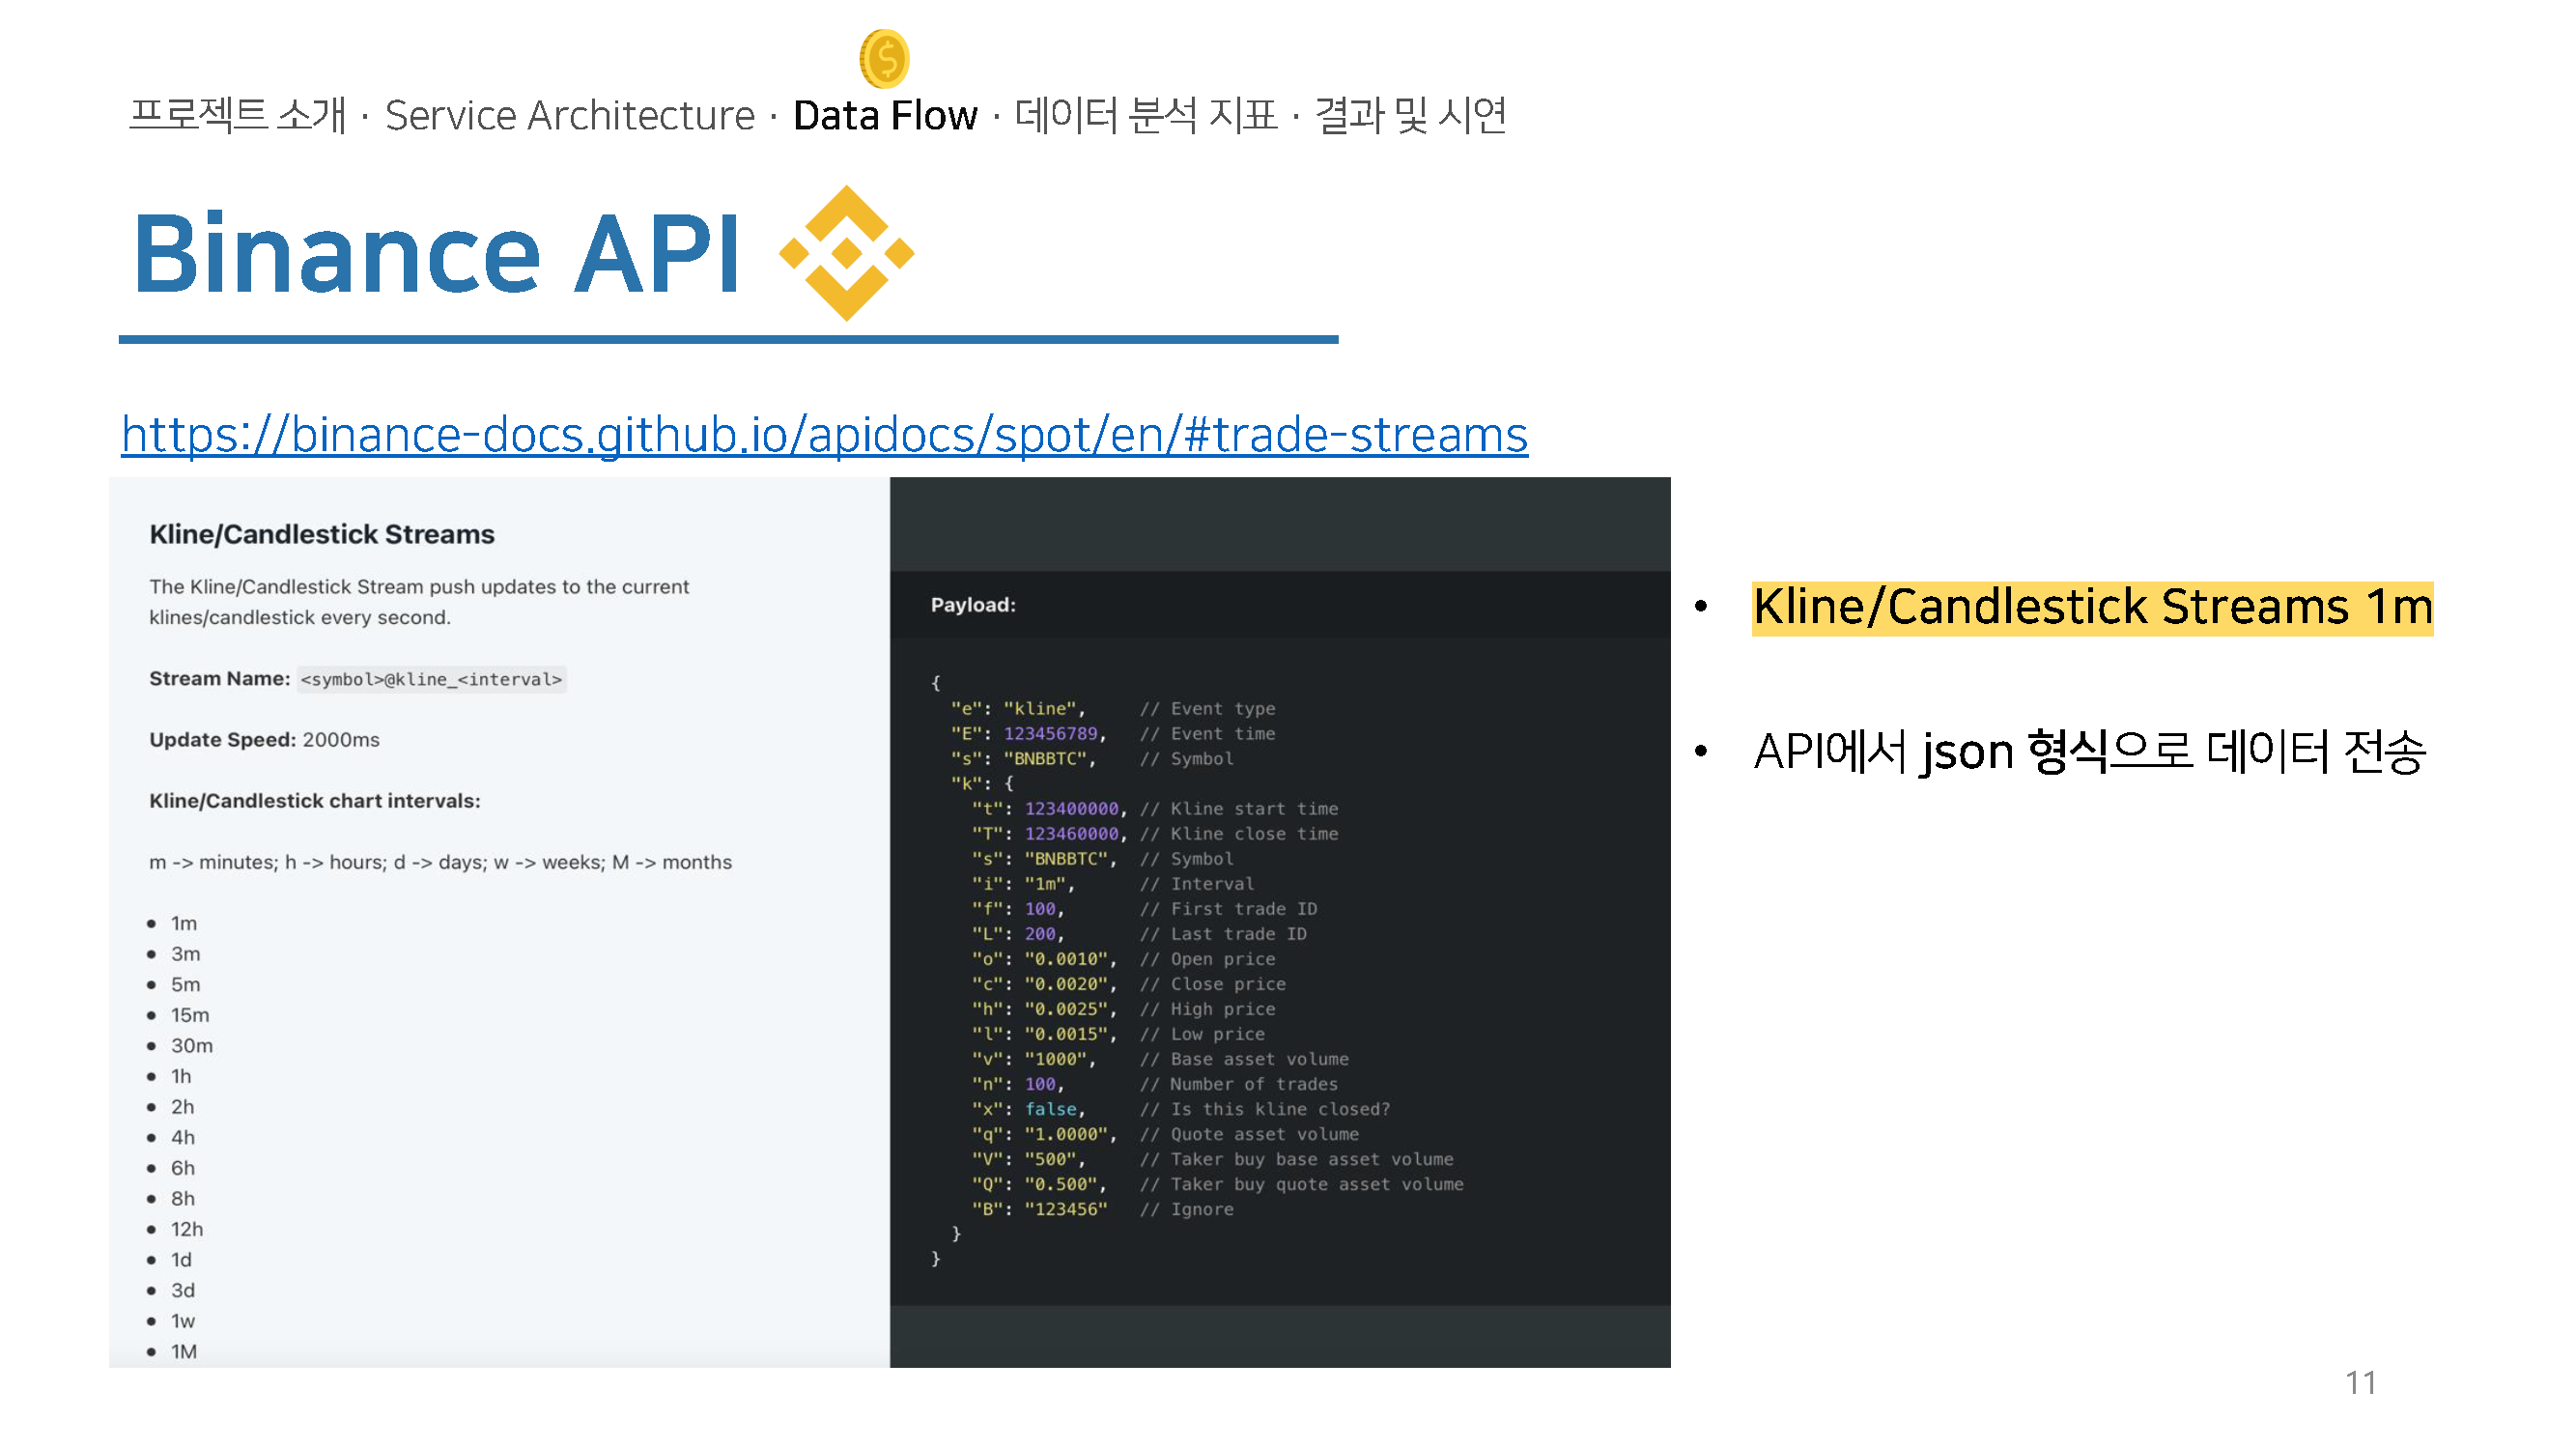 프로젝트 소개 · Service Architecture · Data Flow · 데이터 분석 지표 · 결과 및 시연
Binance API
https://binance-docs.github.io/apidocs/spot/en/#trade-streams
Kline/Candlestick Streams
The Kline/Candlestick Stream push updates to the current
klines/candlestick every second.
Stream Name: <symbol>@kline_<interval>
Update Speed: 2000ms
Kline/Candlestick chart intervals:
m -> minutes; h -> hours; d -> days; w -> weeks; M -> months
• 1m
• 3m
• 5m
• 15m
• 30m
• 1h
• 2h
• 4h
• 6h
• 8h
• 12h
• 1d
• 3d
• 1w
• 1M
Payload:
{
  "e": "kline",     // Event type
  "E": 123456789,   // Event time
  "s": "BNBBTC",    // Symbol
  "k": {
    "t": 123400000, // Kline start time
    "T": 123460000, // Kline close time
    "s": "BNBBTC",  // Symbol
    "i": "1m",      // Interval
    "f": 100,       // First trade ID
    "L": 200,       // Last trade ID
    "o": "0.0010",  // Open price
    "c": "0.0020",  // Close price
    "h": "0.0025",  // High price
    "l": "0.0015",  // Low price
    "v": "1000",    // Base asset volume
    "n": 100,       // Number of trades
    "x": false,     // Is this kline closed?
    "q": "1.0000",  // Quote asset volume
    "V": "500",     // Taker buy base asset volume
    "Q": "0.500",   // Taker buy quote asset volume
    "B": "123456"   // Ignore
  }
}
• Kline/Candlestick Streams 1m
• API에서 json 형식으로 데이터 전송
11